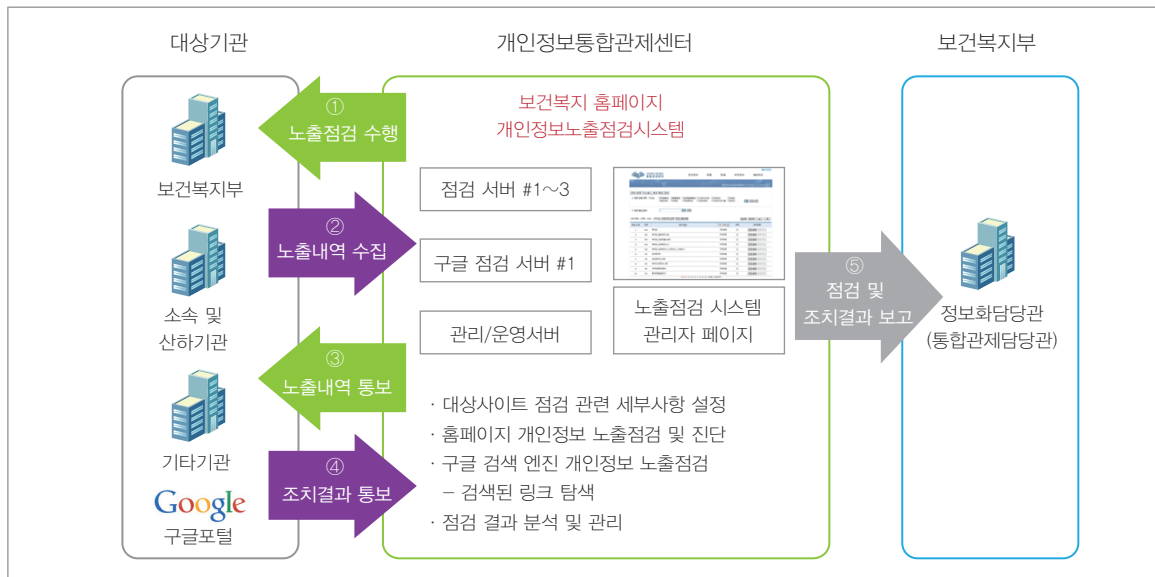 대상기관
개인정보통합관제센터
보건복지부
보건복지부
소속 및
산하기관
기타기관
Google
구글포털
①
노출점검 수행
②
노출내역 수집
③
노출내역 통보
④
조치결과 통보
보건복지 홈페이지
개인정보노출점검시스템
점검 서버 #1~3
구글 점검 서버 #1
관리/운영서버
노출점검 시스템
관리자 페이지
· 대상사이트 점검 관련 세부사항 설정
· 홈페이지 개인정보 노출점검 및 진단
· 구글 검색 엔진 개인정보 노출점검
– 검색된 링크 탐색
· 점검 결과 분석 및 관리
⑤
점검 및
조치결과 보고
정보화담당관
(통합관제담당관)